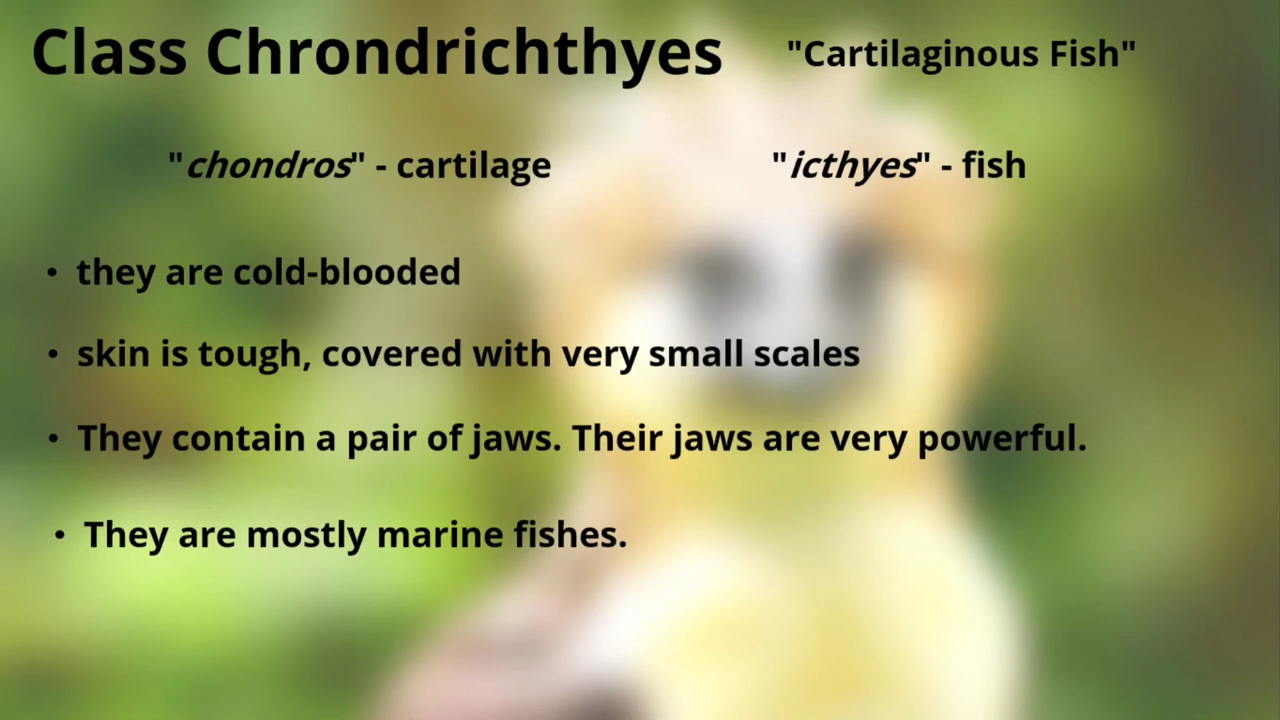 Class Chrondrichthyes "Cartilaginous Fish"
"chondros" - cartilage "icthyes" - fish
• they are cold-blooded
• skin is tough, covered with very small scales
• They contain a pair of jaws. Their jaws are very powerful.
• They are mostly marine fishes.